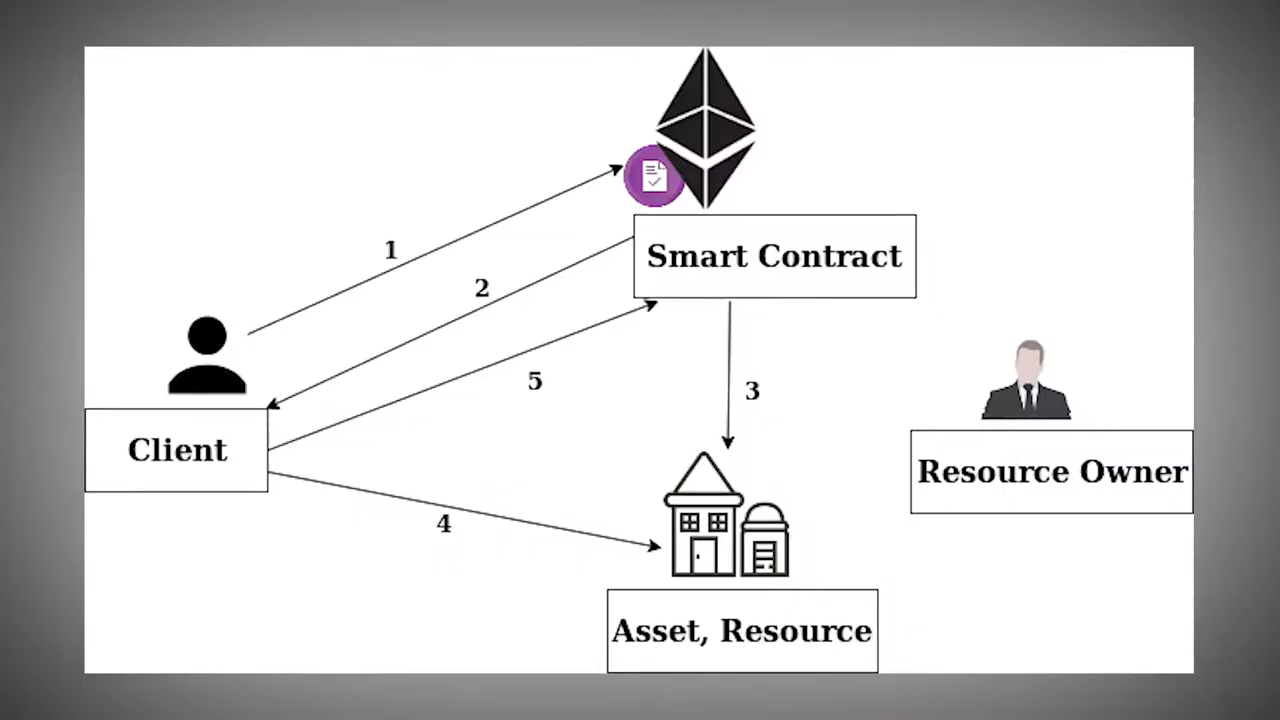 1
2
Smart Contract
5
3
Client
Resource Owner
4
Asset, Resource